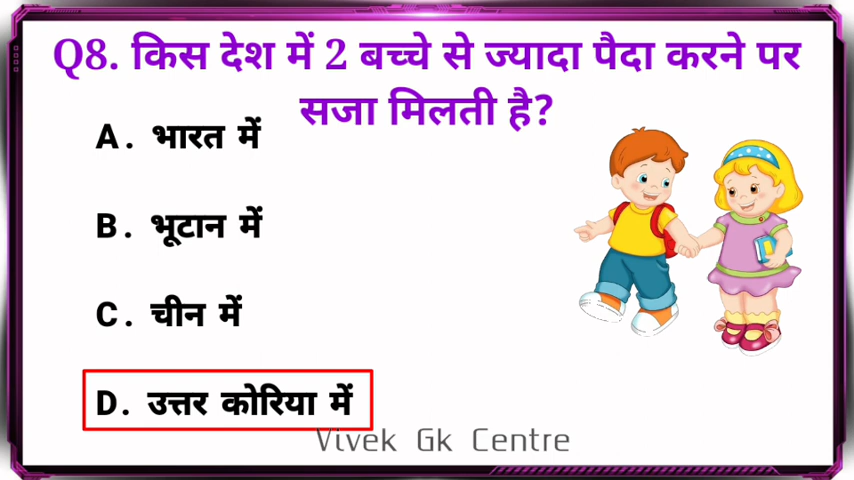 Q8. किस देश में 2 बच्चे से ज्यादा पैदा करने पर
सजा मिलती है?
A. भारत में
B. भूटान में
C. चीन में
D. उत्तर कोरिया में
Vivek Gk Centre